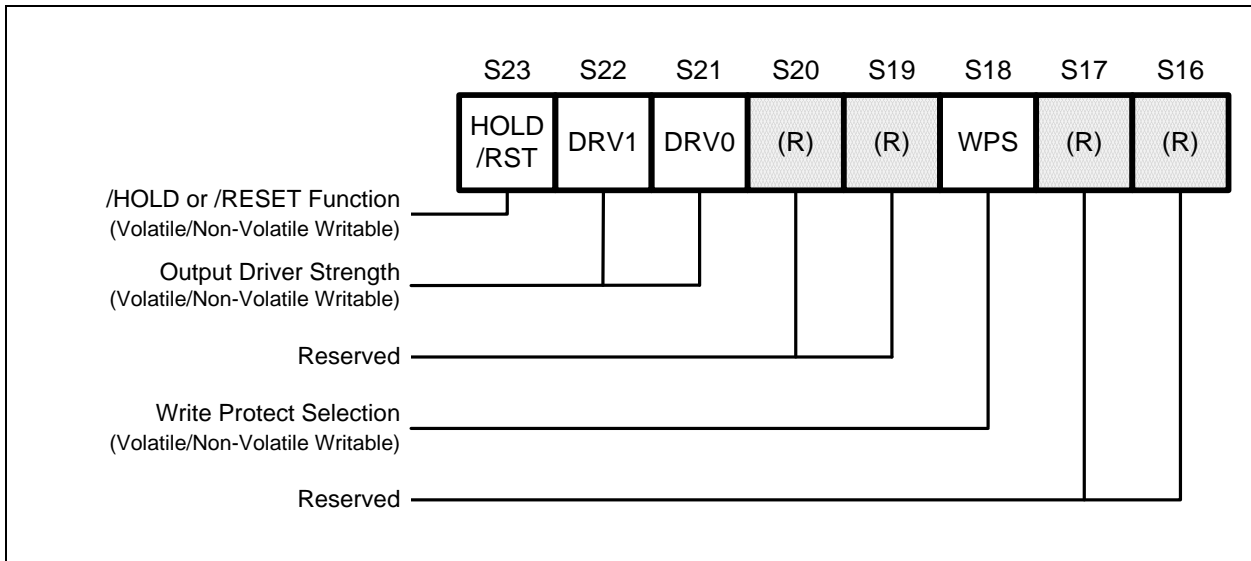 S23 S22 S21 S20 S19 S18 S17 S16
HOLD
/RST
DRV1 DRV0 (R) (R) WPS (R) (R)
/HOLD or /RESET Function
(Volatile/Non-Volatile Writable)
Output Driver Strength
(Volatile/Non-Volatile Writable)
Reserved
Write Protect Selection
(Volatile/Non-Volatile Writable)
Reserved